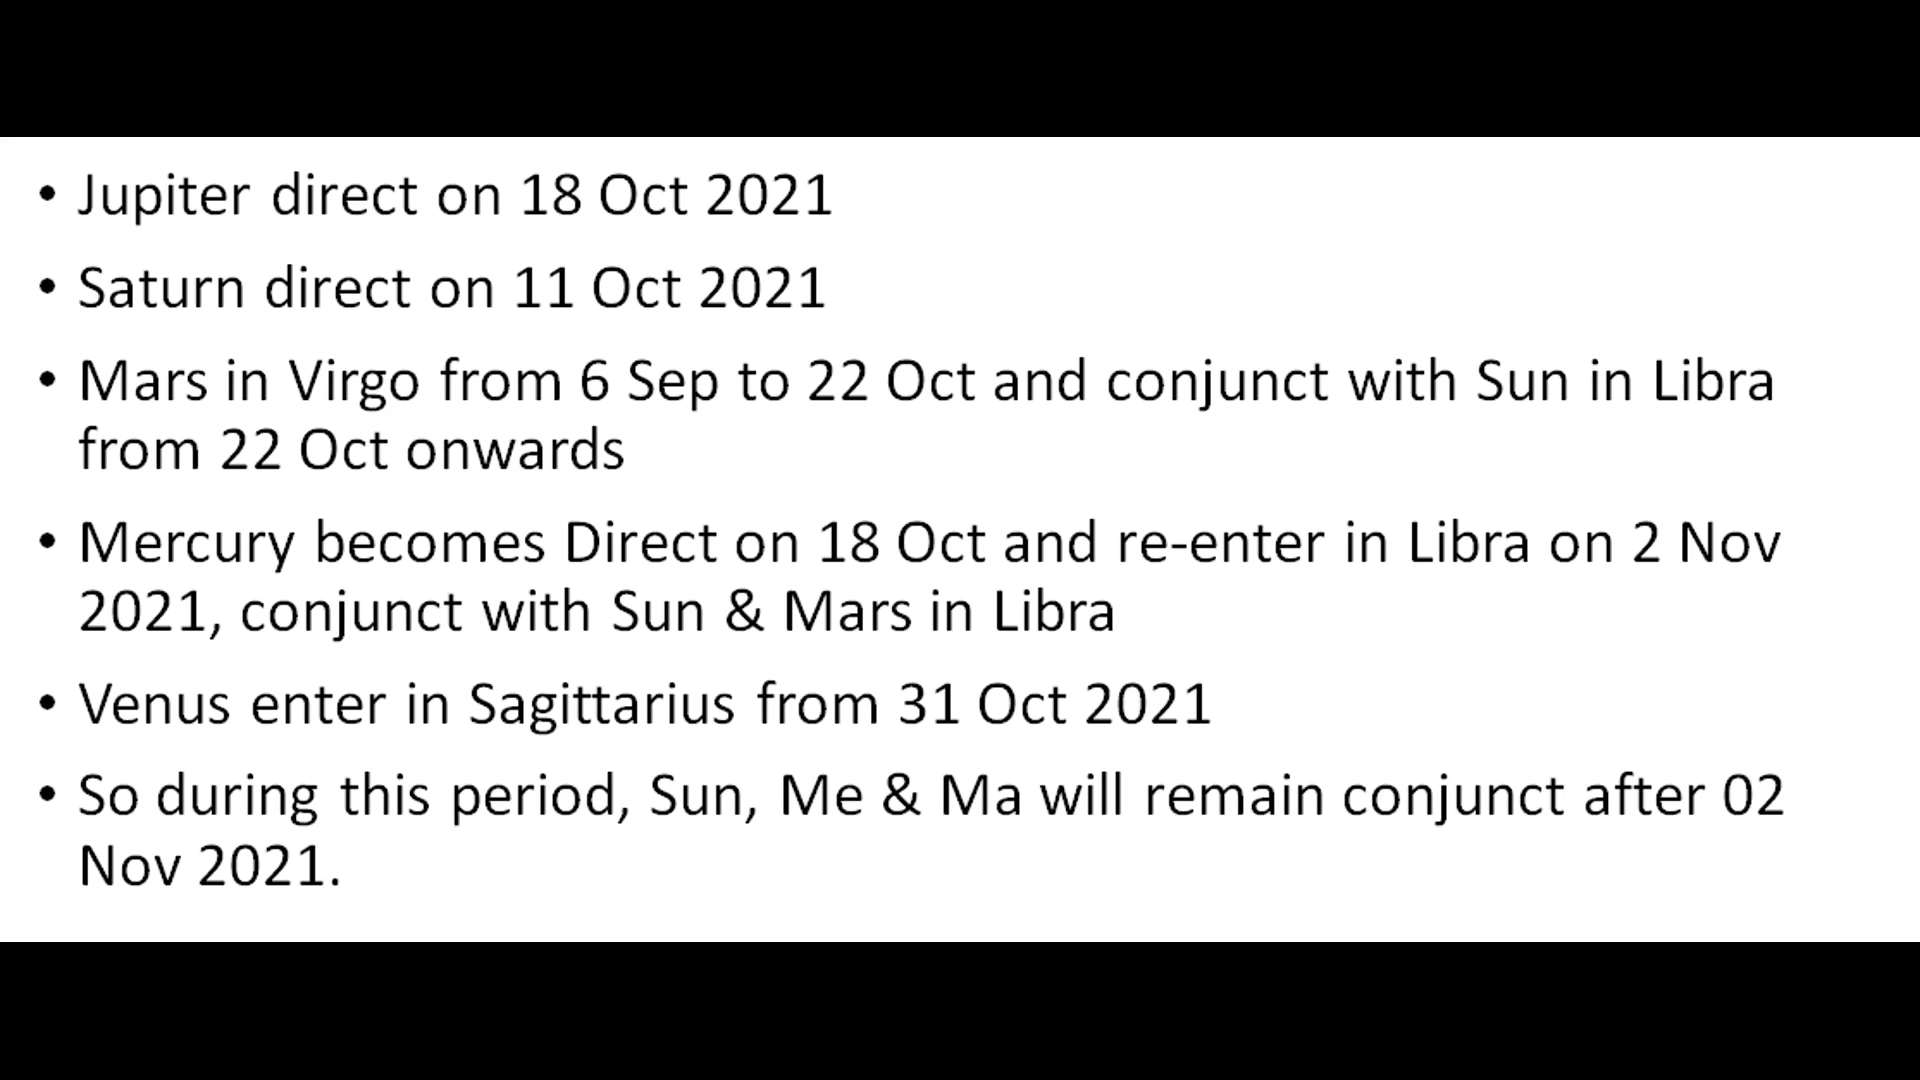 • Jupiter direct on 18 Oct 2021
• Saturn direct on 11 Oct 2021
• Mars in Virgo from 6 Sep to 22 Oct and conjunct with Sun in Libra
from 22 Oct onwards
• Mercury becomes Direct on 18 Oct and re-enter in Libra on 2 Nov
2021, conjunct with Sun & Mars in Libra
• Venus enter in Sagittarius from 31 Oct 2021
• So during this period, Sun, Me & Ma will remain conjunct after 02
Nov 2021.